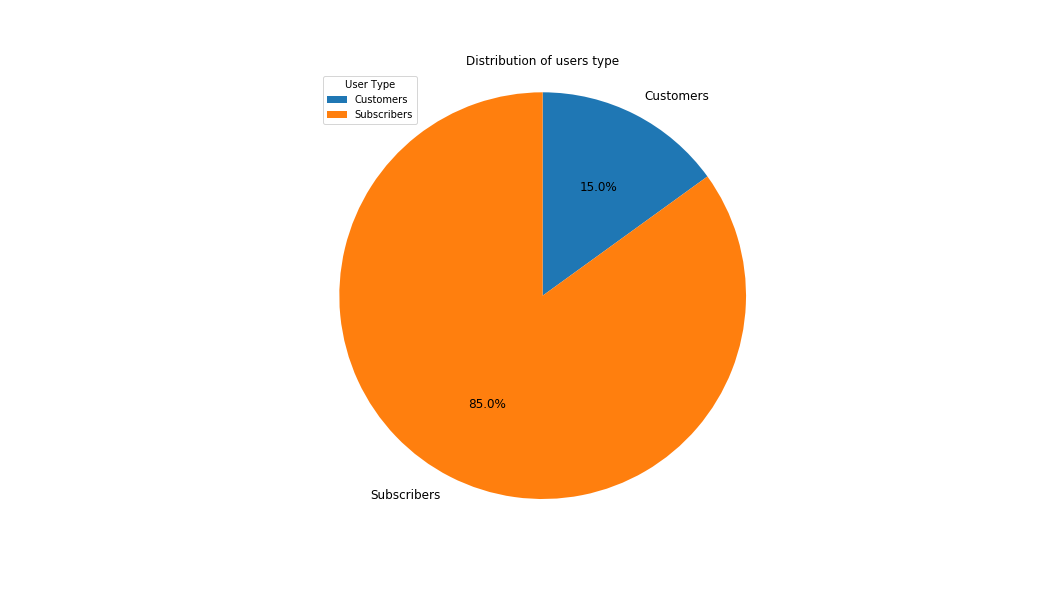 Distribution of users type
User Type
Customers
Subscribers
Customers
15.0%
85.0%
Subscribers